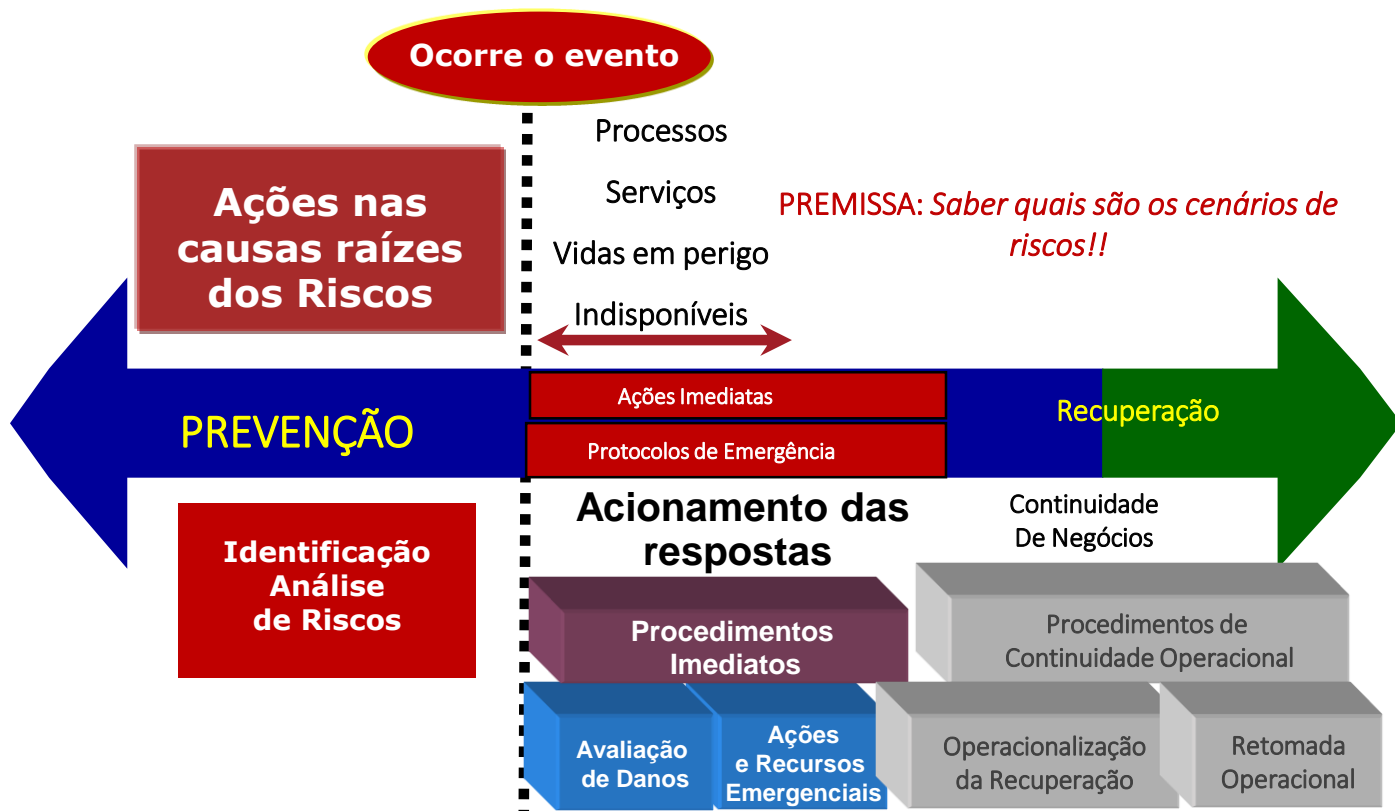 Ocorre o evento
Ações nas
causas raízes
dos Riscos
Processos
Serviços
Vidas em perigo
Indisponíveis
PREMISSA: Saber quais são os cenários de
riscos!!
PREVENÇÃO
Ações Imediatas
Protocolos de Emergência
Recuperação
Identificação
Análise
de Riscos
Acionamento das
respostas
Continuidade
De Negócios
Procedimentos
Imediatos
Procedimentos de
Continuidade Operacional
Avaliação
de Danos
Ações
e Recursos
Emergenciais
Operacionalização
da Recuperação
Retomada
Operacional